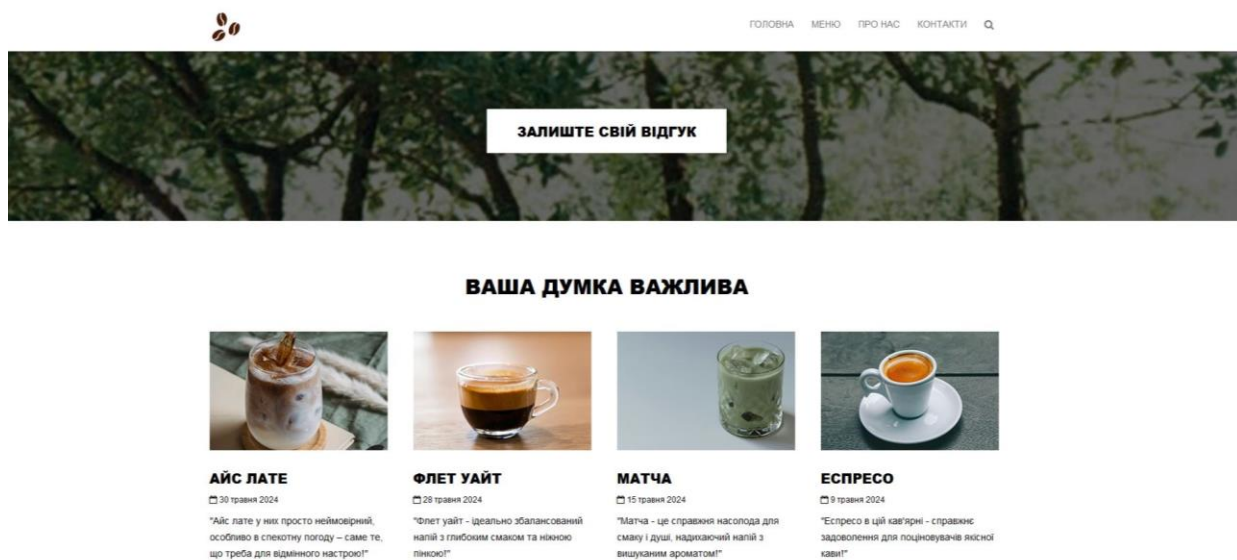 ГОЛОВНА МЕНЮ ПРО НАС КОНТАКТИ
ЗАЛИШТЕ СВІЙ ВІДГУК
ВАША ДУМКА ВАЖЛИВА
АЙС ЛАТЕ
30 травня 2024
"Айс лате у них просто неймовірний,
особливо в спекотну погоду – саме те,
що треба для відмінного настрою!"
ФЛЕТ УАЙТ
28 травня 2024
"Флет уайт - ідеально збалансований
напій з глибоким смаком та ніжною
пінкою!"
МАТЧА
15 травня 2024
"Матча - це справжня насолода для
смаку і душі, надихаючий напій з
вишуканим ароматом!"
ЕСПРЕСО
9 травня 2024
"Еспресо в цій кав'ярні - справжнє
задоволення для поціновувачів якісної
кави!"